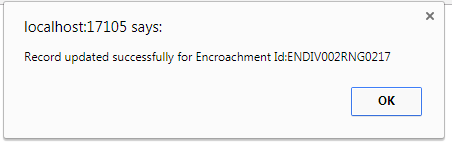 localhost:17105 says:
Record updated successfully for Encroachment Id:ENDIV002RNG0217
OK